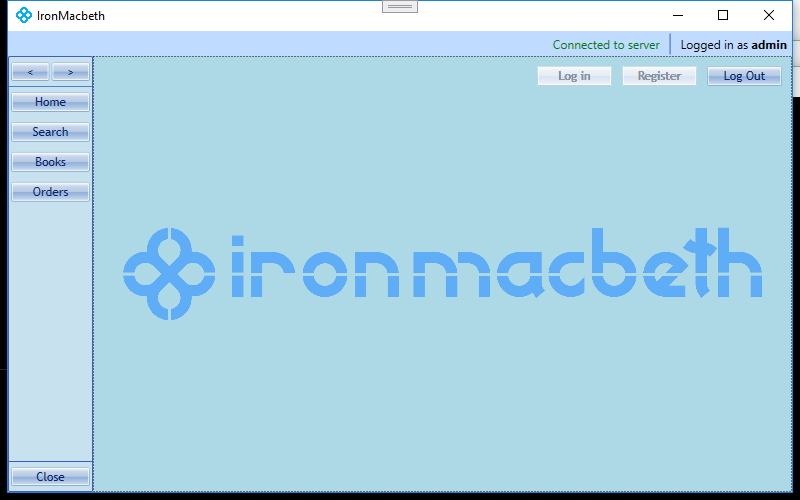 IronMacbeth
Connected to server
Logged in as admin
< >
Log in Register Log Out
Home
Search
Books
Orders
ironmacbeth
Close